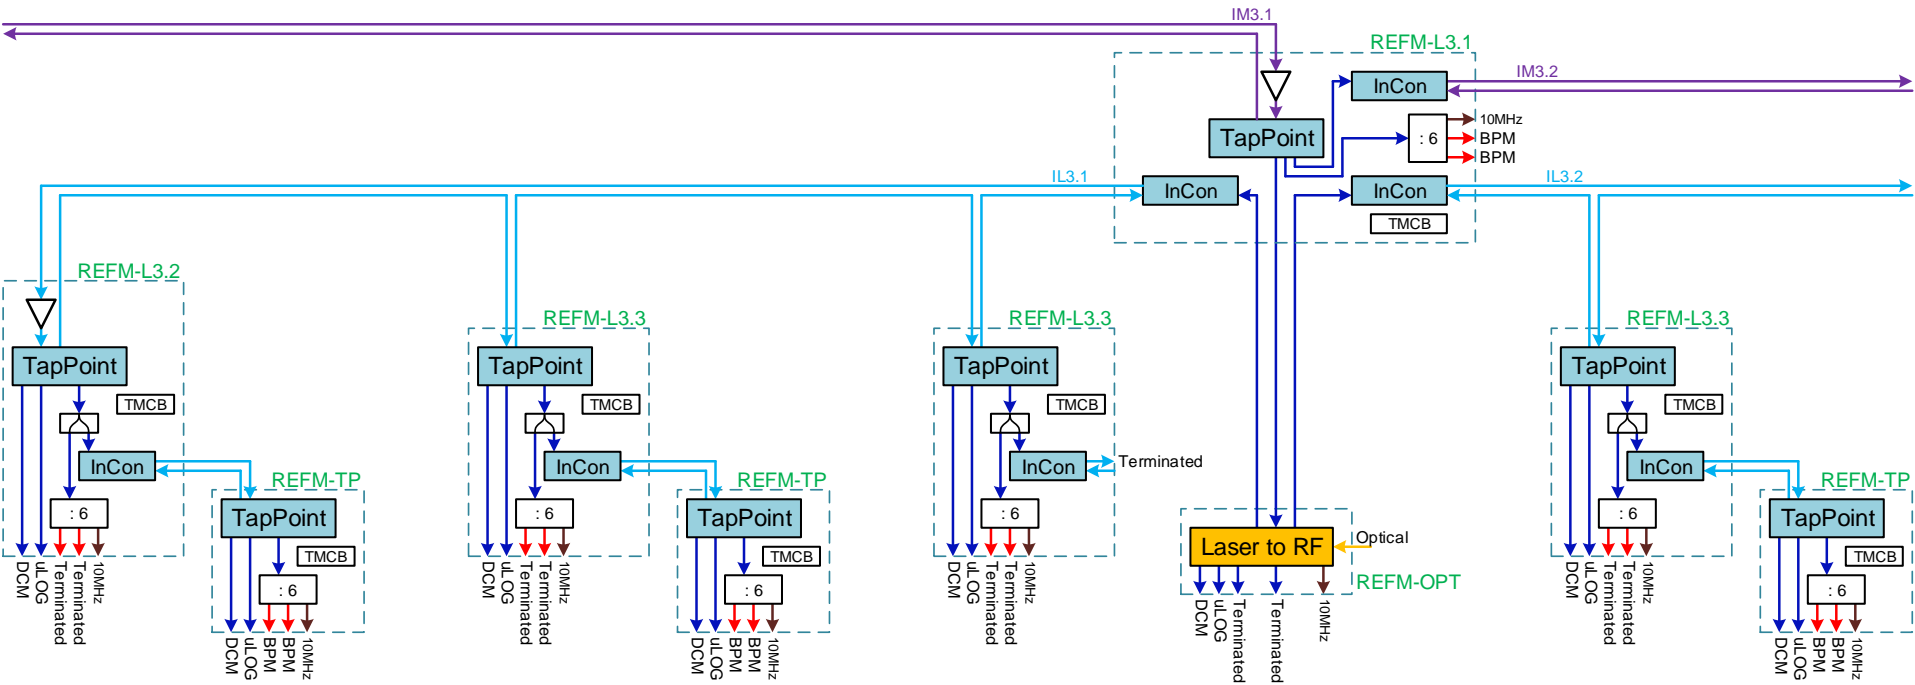 IM3.1
REFM-L3.1
InCon
IM3.2
TapPoint
: 6
10MHz
BPM
BPM
IL3.1
InCon
InCon
IL3.2
TMCB
REFM-L3.2
TapPoint
TMCB
InCon
: 6
DCM
uLOG
Terminated
Terminated
10MHz
REFM-TP
TapPoint
TMCB
: 6
DCM
uLOG
BPM
BPM
10MHz
REFM-L3.3
TapPoint
TMCB
InCon
: 6
DCM
uLOG
Terminated
Terminated
10MHz
REFM-TP
TapPoint
TMCB
: 6
DCM
uLOG
BPM
BPM
10MHz
REFM-L3.3
TapPoint
TMCB
InCon
Terminated
: 6
DCM
uLOG
Terminated
Terminated
10MHz
Laser to RF
Optical
REFM-OPT
DCM
uLOG
Terminated
Terminated
10MHz
REFM-L3.3
TapPoint
TMCB
InCon
: 6
DCM
uLOG
Terminated
Terminated
10MHz
REFM-TP
TapPoint
TMCB
: 6
DCM
uLOG
BPM
BPM
10MHz